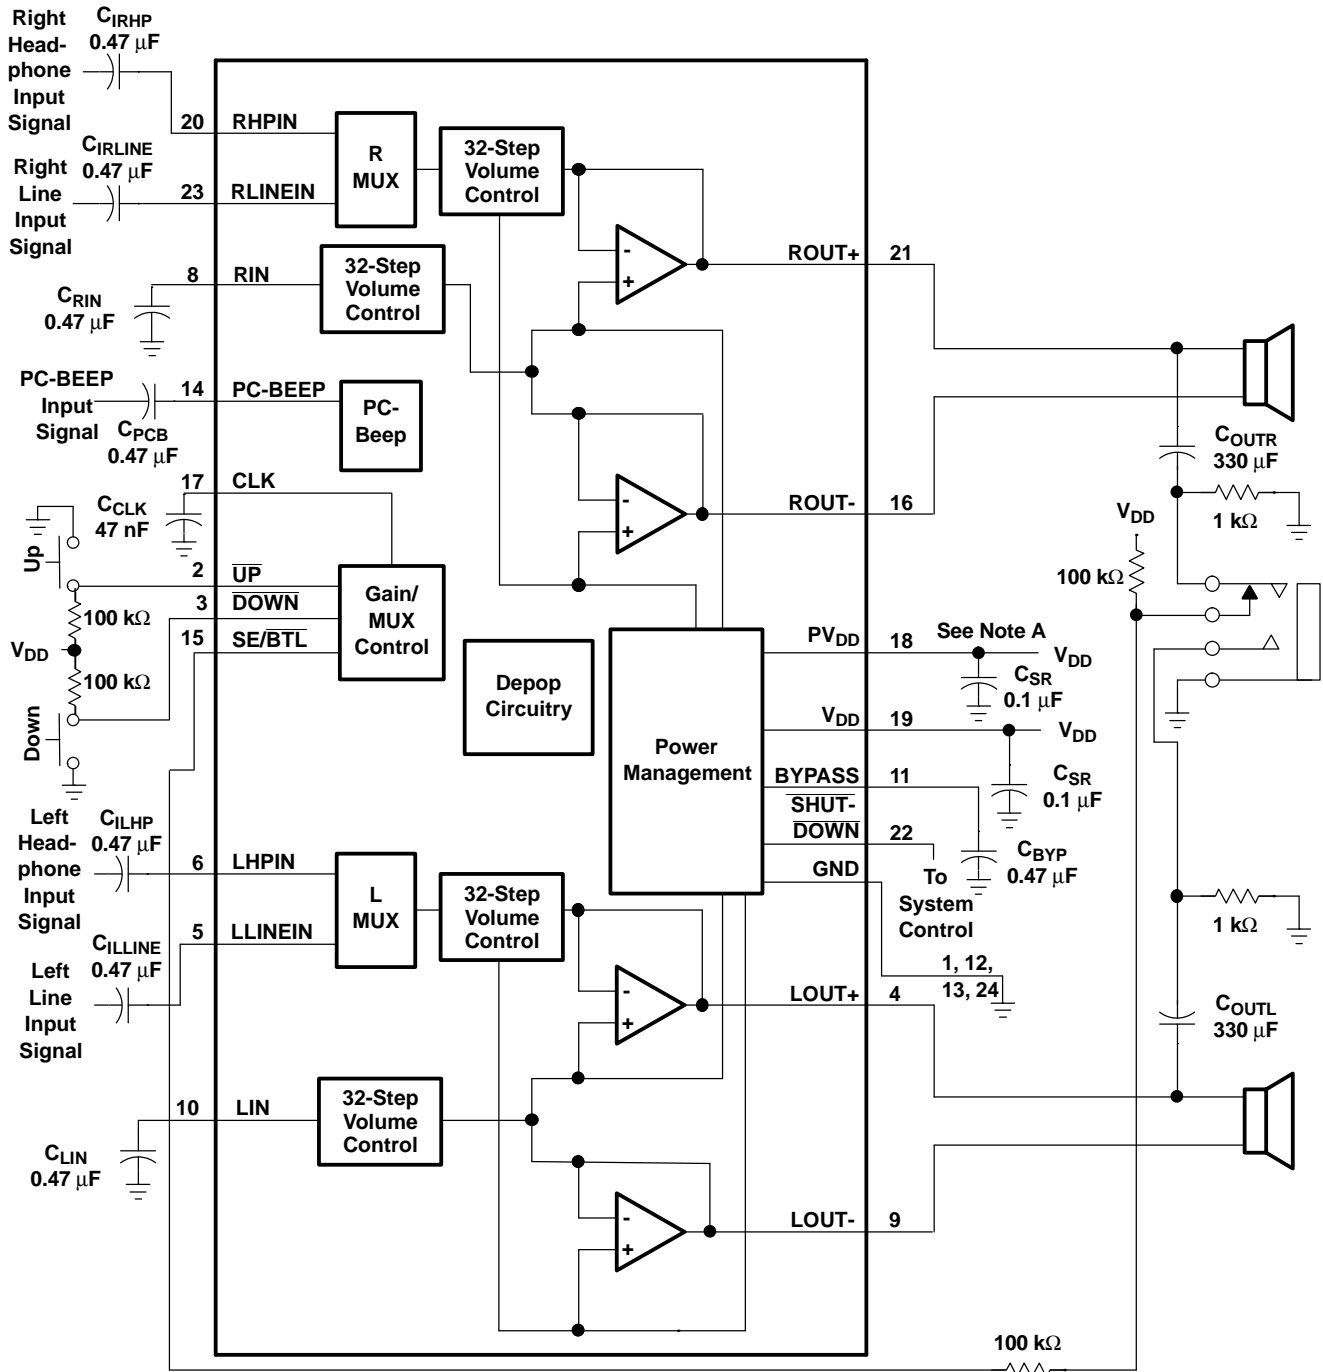 Right
Head-
phone
Input
Signal
C_IRHP
0.47 μF
20
RHPIN
C_IRLINE
0.47 μF
Right
Line
Input
Signal
23
RLINEIN
R
MUX
32-Step
Volume
Control
8
RIN
32-Step
Volume
Control
C_RIN
0.47 μF
ROUT+
21
PC-BEEP
Input
Signal
14
PC-BEEP
C_PCB
0.47 μF
PC-
Beep
17
CLK
C_CLK
47 nF
ROUT-
16
C_OUTR
330 μF
1 kΩ
V_DD
100 kΩ
Up
2
UP
100 kΩ
3
DOWN
15
SE/BTL
V_DD
100 kΩ
Down
Gain/
MUX
Control
Depop
Circuitry
Power
Management
PV_DD
18
See Note A
V_DD
C_SR
0.1 μF
V_DD
19
V_DD
C_SR
0.1 μF
BYPASS
11
SHUT-
DOWN
22
C_BYP
0.47 μF
GND
To
System
Control
1, 12,
13, 24
Left
Head-
phone
Input
Signal
C_ILHP
0.47 μF
6
LHPIN
C_ILLINE
0.47 μF
Left
Line
Input
Signal
5
LLINEIN
L
MUX
32-Step
Volume
Control
1 kΩ
LOUT+
4
C_OUTL
330 μF
10
LIN
32-Step
Volume
Control
C_LIN
0.47 μF
LOUT-
9
100 kΩ
-
+
-
+
-
+
-
+